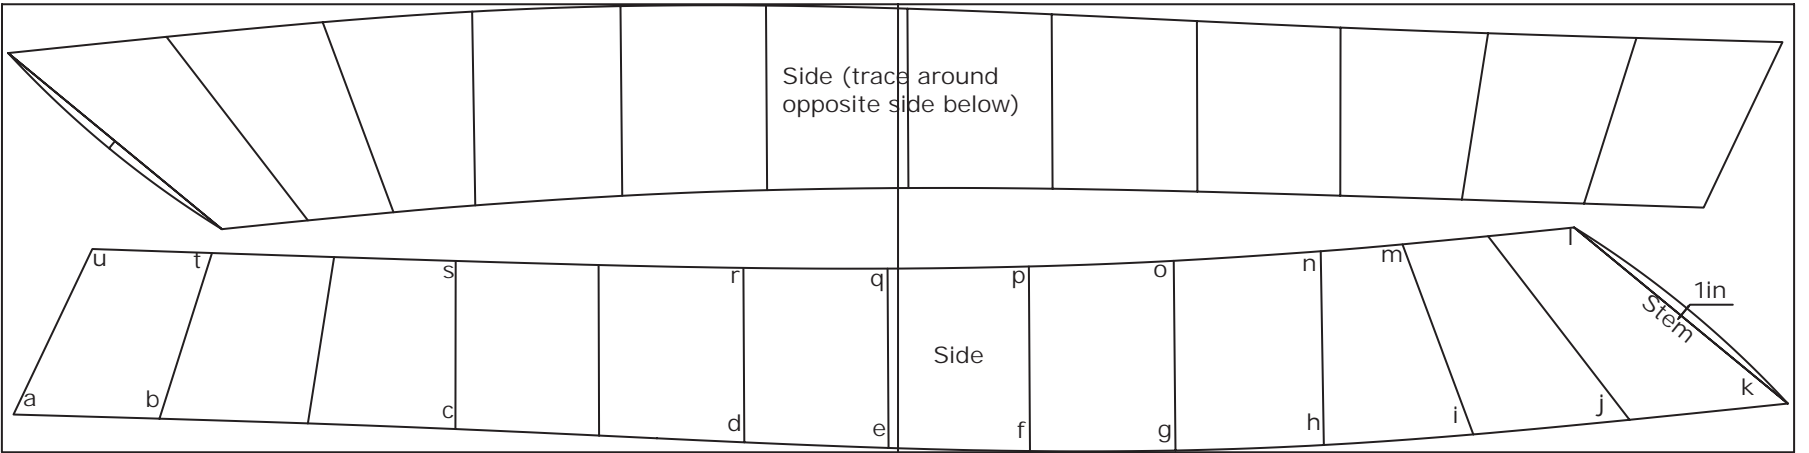 Side (trace around
opposite side below)
u
t
s
r
q
p
o
n
m
l
1in
Stem
Side
a
b
c
d
e
f
g
h
i
j
k